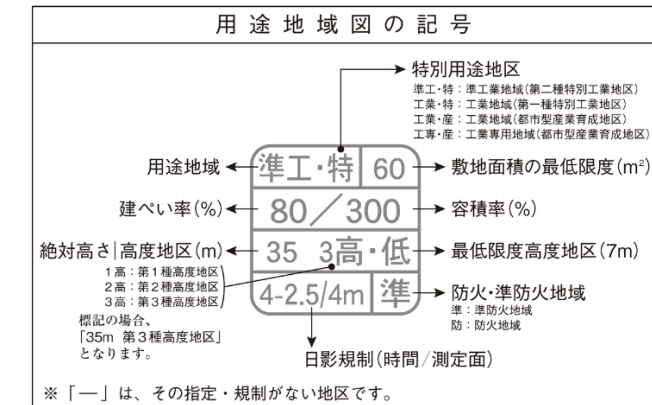 用途地域図の記号
特別用途地区
準工・特：準工業地域(第二種特別工業地区)
工業・特：工業地域(第一種特別工業地区)
工業・産：工業地域(都市型産業育成地区)
工専・産：工業専用地域(都市型産業育成地区)
用途地域 準工・特 60 敷地面積の最低限度(m²)
建ぺい率(%) 80／300 容積率(%)
絶対高さ|高度地区(m) 35 3高・低 最低限度高度地区(7m)
1高：第1種高度地区
2高：第2種高度地区
3高：第3種高度地区
4-2.5/4m 準 防火・準防火地域
準：準防火地域
防：防火地域
標記の場合、
「35m 第3種高度地区」
となります。
日影規制(時間/測定面)
※「―」は、その指定・規制がない地区です。